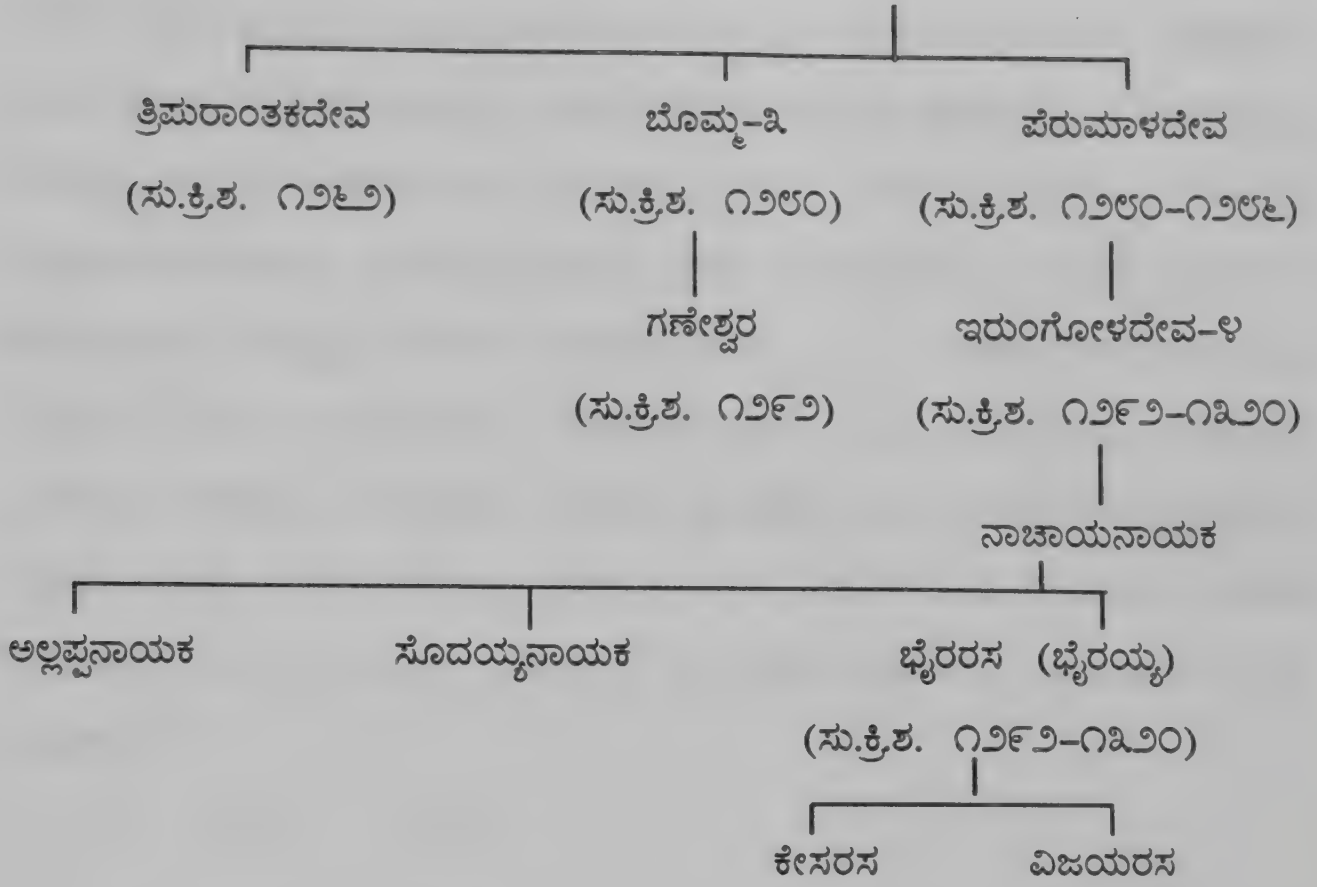 ತ್ರಿಪುರಾಂತಕದೇವ ಬೊಮ್ಮ-೩ ಪೆರುಮಾಳದೇವ
(ಸು.ಕ್ರಿ.ಶ. ೧೨೬೨) (ಸು.ಕ್ರಿ.ಶ. ೧೨೮೦) (ಸು.ಕ್ರಿ.ಶ. ೧೨೮೦-೧೨೮೬)
ಗಣೇಶ್ವರ ಇರುಂಗೋಳದೇವ-೪
(ಸು.ಕ್ರಿ.ಶ. ೧೨೯೨) (ಸು.ಕ್ರಿ.ಶ. ೧೨೯೨-೧೩೨೦)
ನಾಚಾಯನಾಯಕ
ಅಲ್ಲಪ್ಪನಾಯಕ ಸೊದಯ್ಯನಾಯಕ ಭೈರರಸ (ಭೈರಯ್ಯ)
(ಸು.ಕ್ರಿ.ಶ. ೧೨೯೨-೧೩೨೦)
ಕೇಸರಸ ವಿಜಯರಸ